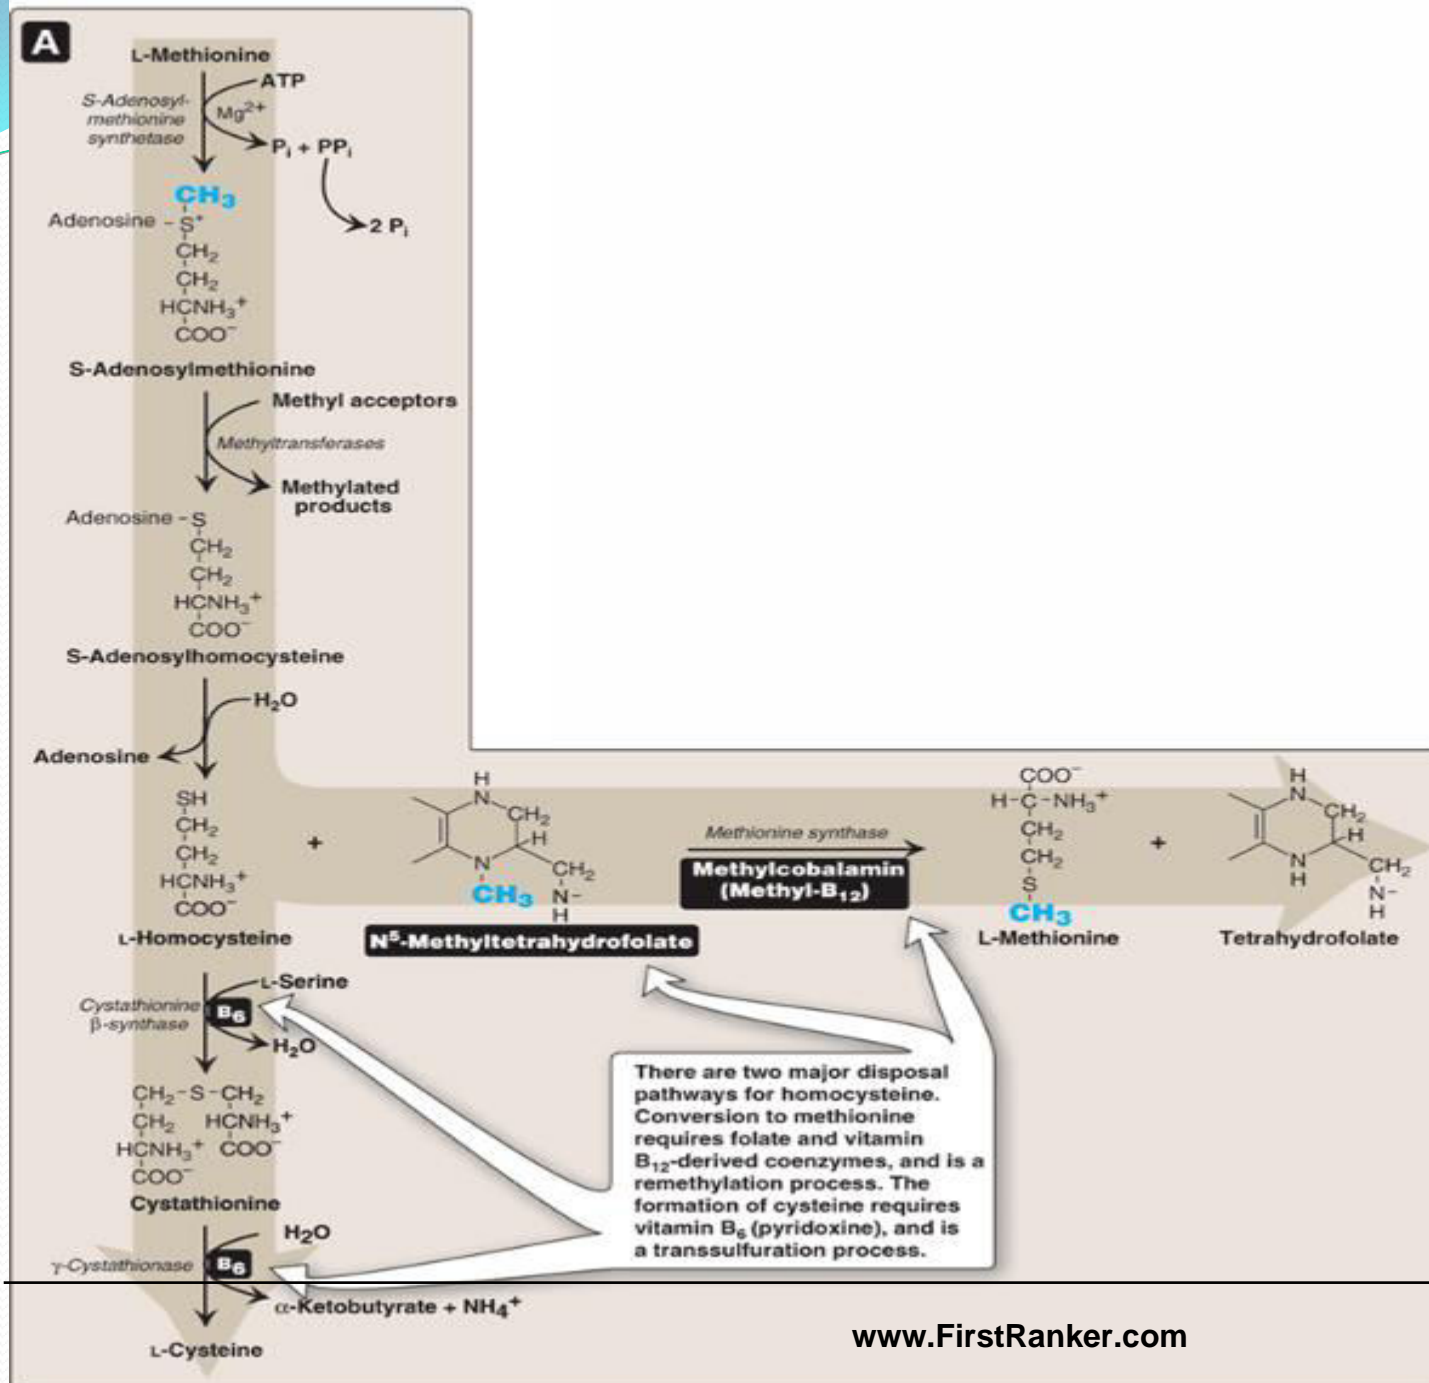 A
L-Methionine
ATP
S-Adenosyl-
methionine
synthetase
Mg²⁺
Pᵢ + PPᵢ
2 Pᵢ
CH₃
Adenosine – S⁺
CH₂
CH₂
HCNH₃⁺
COO⁻
S-Adenosylmethionine
Methyl acceptors
Methyltransferases
Methylated
products
Adenosine – S
CH₂
CH₂
HCNH₃⁺
COO⁻
S-Adenosylhomocysteine
H₂O
Adenosine
SH
CH₂
CH₂
HCNH₃⁺
COO⁻
L-Homocysteine
+
H
N
CH₂
H
N
CH₂
CH₃
N–
H
N⁵-Methyltetrahydrofolate
Methionine synthase
Methylcobalamin
(Methyl-B₁₂)
COO⁻
H–C–NH₃⁺
CH₂
CH₂
S
CH₃
L-Methionine
+
H
N
CH₂
H
N
H
CH₂
N–
H
Tetrahydrofolate
L-Serine
Cystathionine
β-synthase
B₆
H₂O
CH₂–S–CH₂
CH₂ HCNH₃⁺
HCNH₃⁺ COO⁻
COO⁻
Cystathionine
H₂O
γ-Cystathionase
B₆
α-Ketobutyrate + NH₄⁺
L-Cysteine
There are two major disposal
pathways for homocysteine.
Conversion to methionine
requires folate and vitamin
B₁₂-derived coenzymes, and is a
remethylation process. The
formation of cysteine requires
vitamin B₆ (pyridoxine), and is
a transsulfuration process.
www.FirstRanker.com